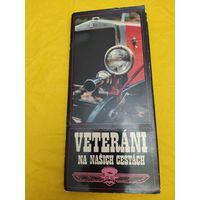 VETERÁNI
NA NAŠICH CESTÁCH